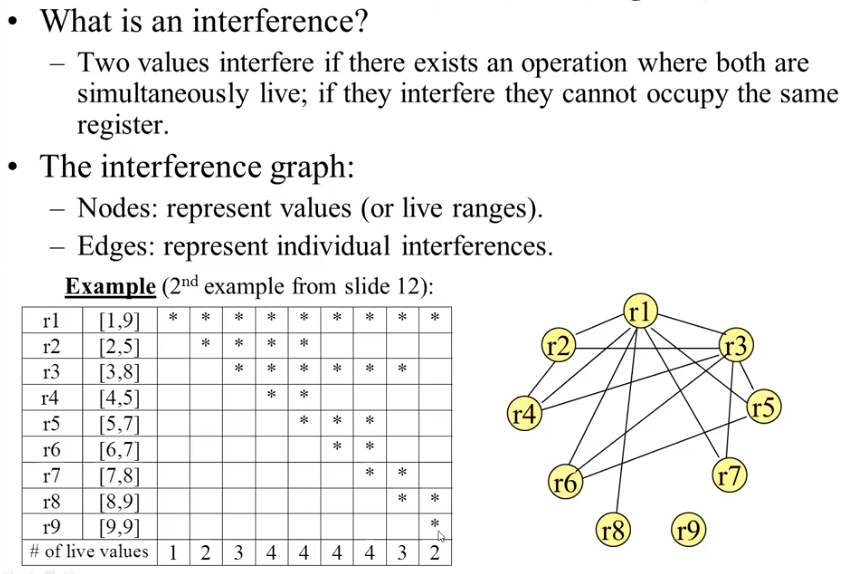 • What is an interference?
– Two values interfere if there exists an operation where both are
simultaneously live; if they interfere they cannot occupy the same
register.
• The interference graph:
– Nodes: represent values (or live ranges).
– Edges: represent individual interferences.
Example (2nd example from slide 12):
r1 [1,9] * * * * * * * * *
r2 [2,5] * * * *
r3 [3,8] * * * * * *
r4 [4,5] * *
r5 [5,7] * * *
r6 [6,7] * *
r7 [7,8] * *
r8 [8,9] * *
r9 [9,9] *
# of live values 1 2 3 4 4 4 4 3 2
r1
r2
r3
r4
r5
r6
r7
r8
r9